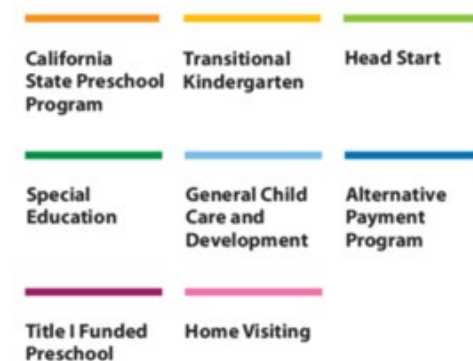 California
State Preschool
Program
Transitional
Kindergarten
Head Start
Special
Education
General Child
Care and
Development
Alternative
Payment
Program
Title I Funded
Preschool
Home Visiting